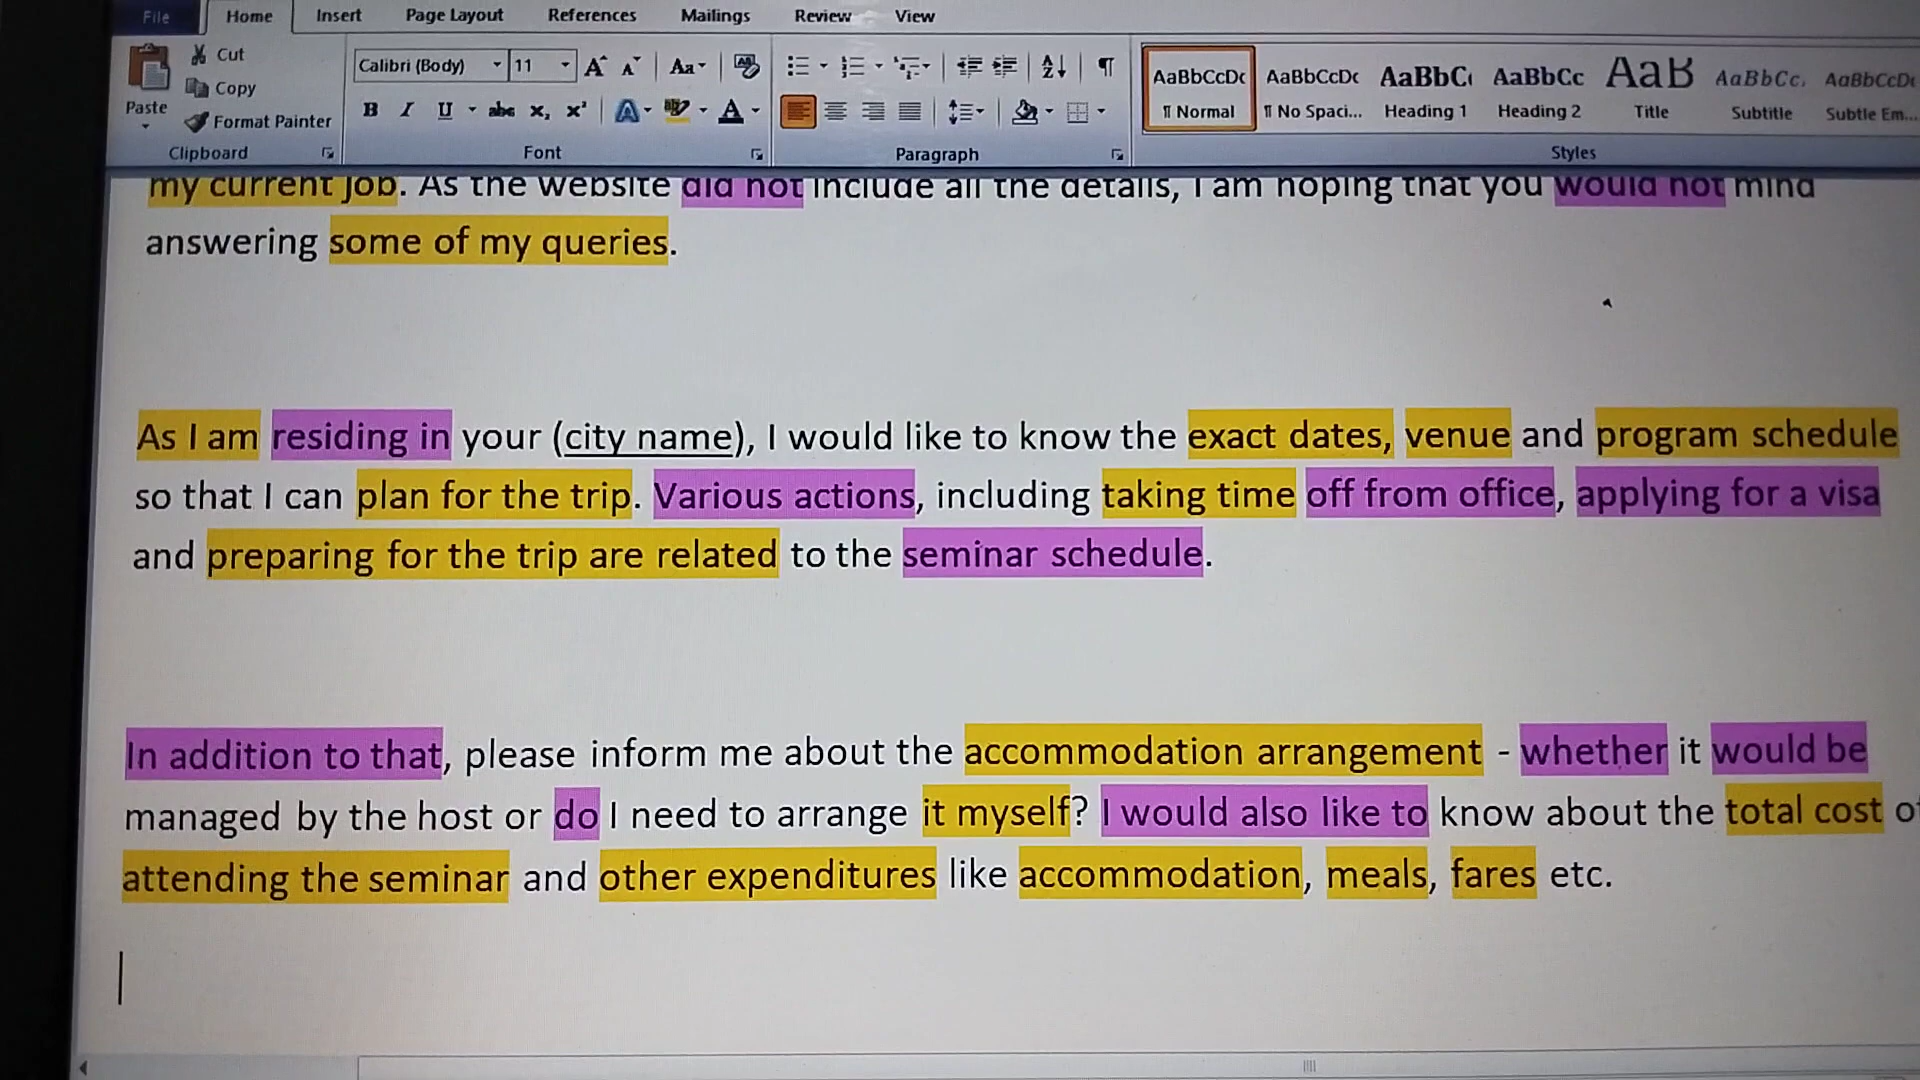 File Home Insert Page Layout References Mailings Review View
Cut
Copy
Paste
Format Painter
Clipboard
Calibri (Body) 11
Font
Paragraph
AaBbCcDc AaBbCcDc AaBbC AaBbCc AaB AaBbCc. AaBbCcDc
¶ Normal ¶ No Spaci... Heading 1 Heading 2 Title Subtitle Subtle Em...
Styles
my current job. As the website did not include all the details, I am hoping that you would not mind
answering some of my queries.
As I am residing in your (city name), I would like to know the exact dates, venue and program schedule
so that I can plan for the trip. Various actions, including taking time off from office, applying for a visa
and preparing for the trip are related to the seminar schedule.
In addition to that, please inform me about the accommodation arrangement - whether it would be
managed by the host or do I need to arrange it myself? I would also like to know about the total cost of
attending the seminar and other expenditures like accommodation, meals, fares etc.